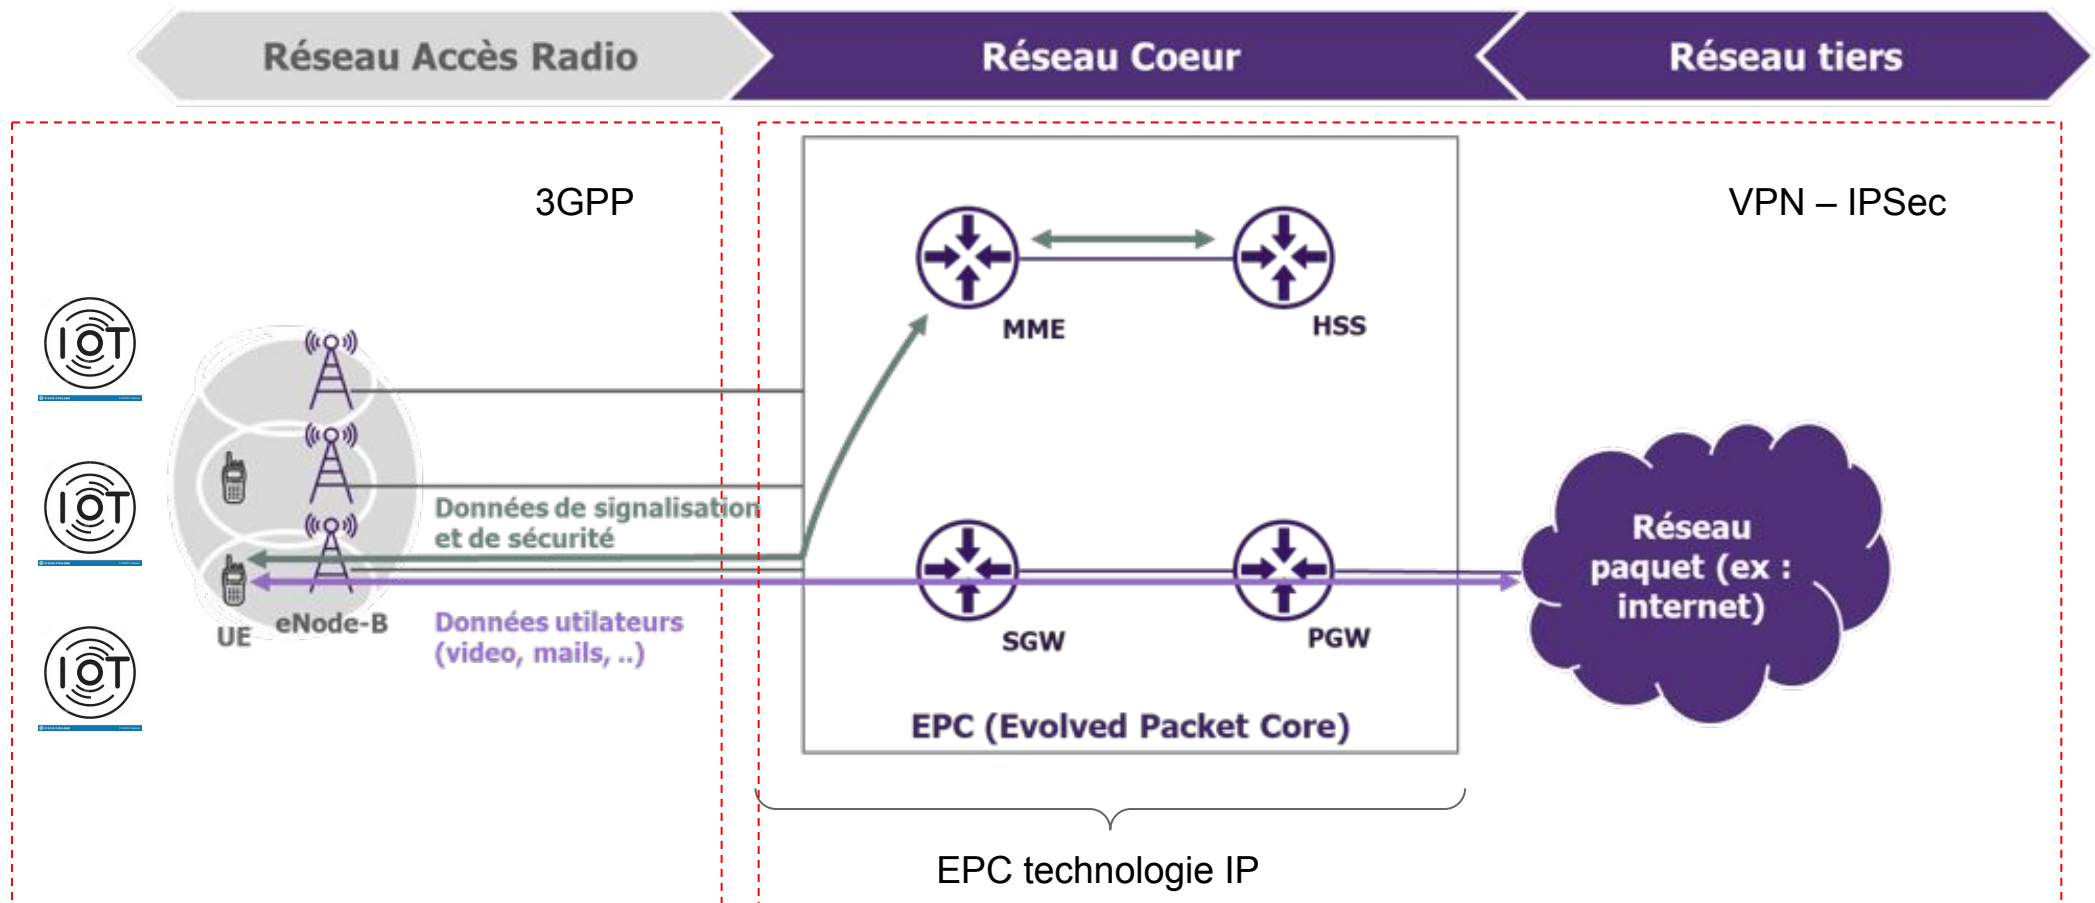 Réseau Accès Radio
Réseau Coeur
Réseau tiers
3GPP
VPN – IPSec
IOT
IOT
IOT
MME
HSS
Données de signalisation
et de sécurité
UE
eNode-B
Données utilateurs
(video, mails, ..)
SGW
PGW
Réseau
paquet (ex :
internet)
EPC (Evolved Packet Core)
EPC technologie IP